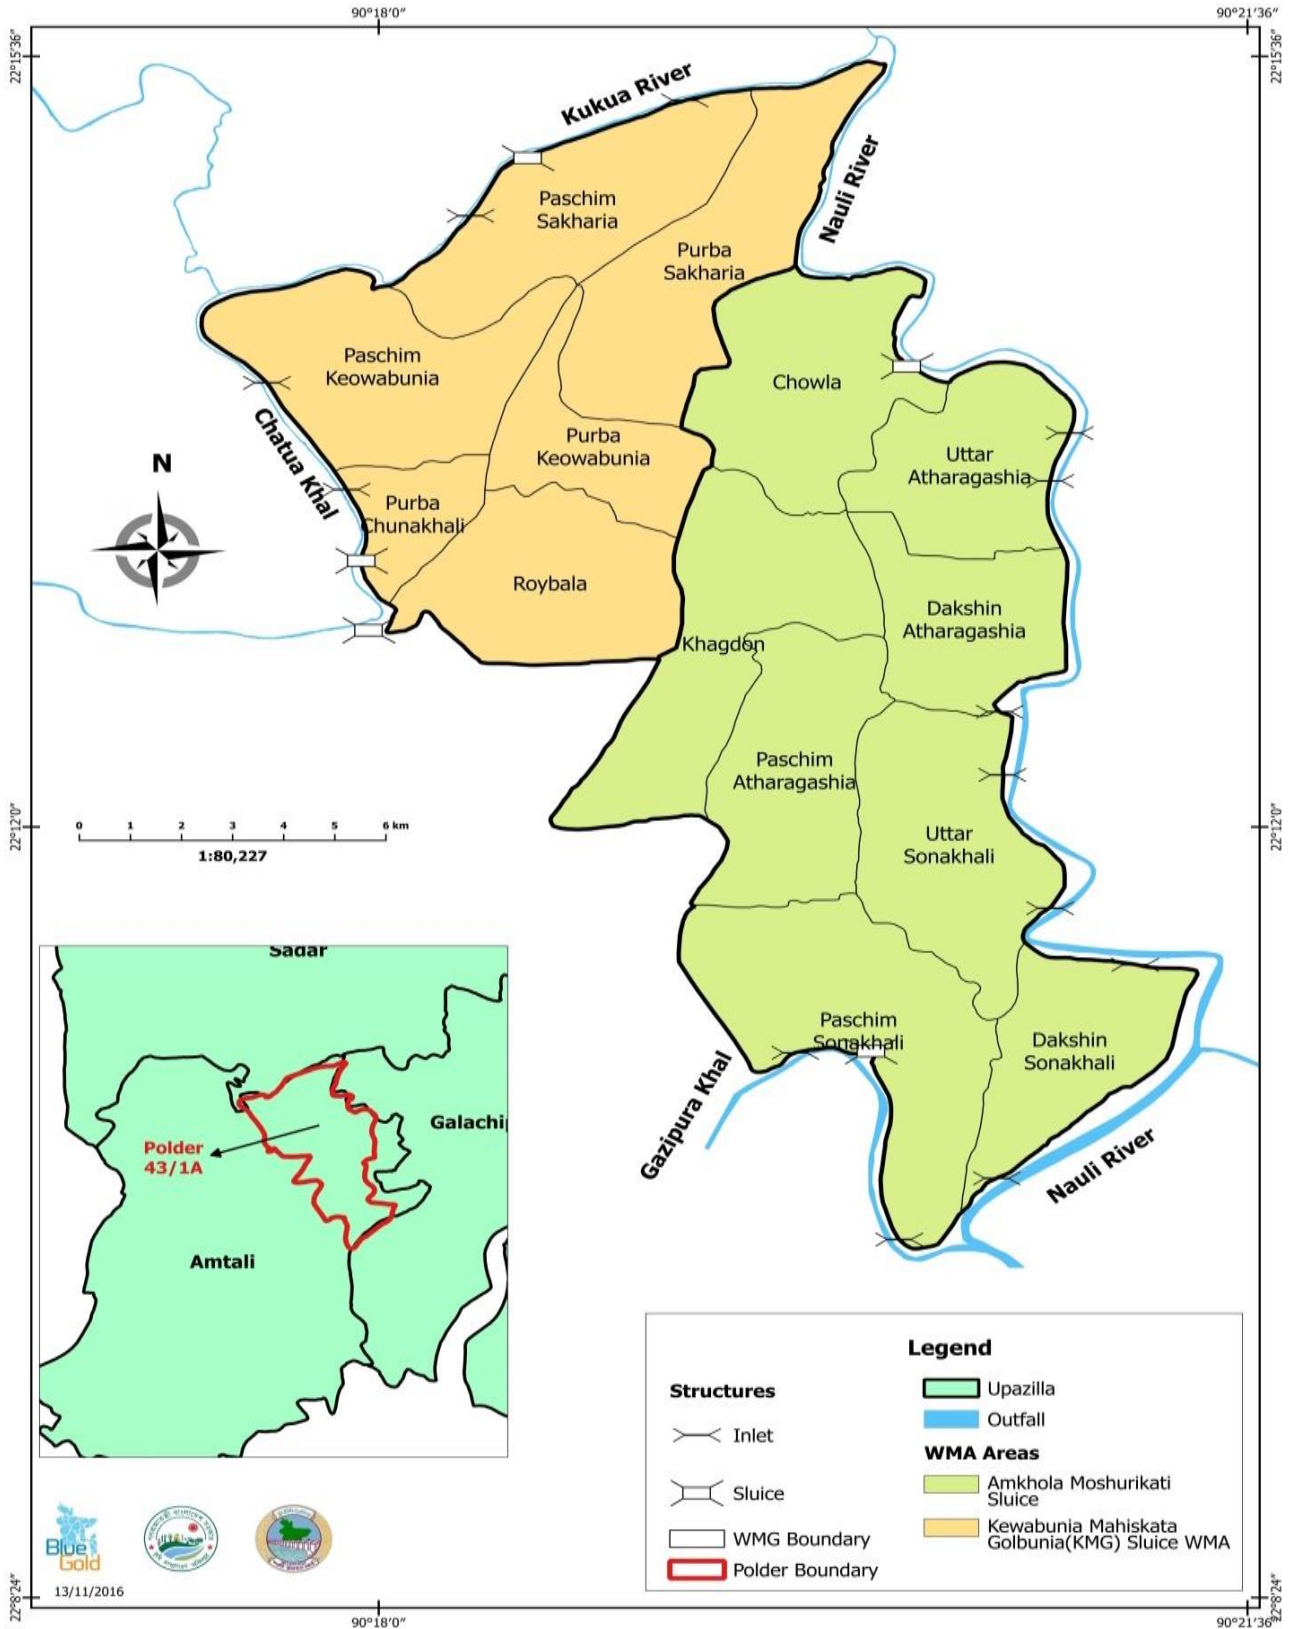 90°18'0"
90°21'36"
22°15'36"
22°15'36"
Kukua River
Nauli River
Paschim
Sakharia
Purba
Sakharia
Paschim
Keowabunia
Chowla
Chatua Khal
Purba
Keowabunia
Uttar
Atharagashia
N
Purba
Chunakhali
Roybala
Dakshin
Atharagashia
Khagdon
Paschim
Atharagashia
22°12'0"
22°12'0"
0 1 2 3 4 5 6 km
1:80,227
Uttar
Sonakhali
Paschim
Sonakhali
Dakshin
Sonakhali
Gazipura Khal
Nauli River
Sadar
Galachip
Polder
43/1A
Amtali
Legend
Structures
Inlet
Sluice
WMG Boundary
Polder Boundary
Upazilla
Outfall
WMA Areas
Amkhola Moshurikati
Sluice
Kewabunia Mahiskata
Golbunia(KMG) Sluice WMA
Blue
Gold
13/11/2016
22°8'24"
22°8'24"
90°18'0"
90°21'36"